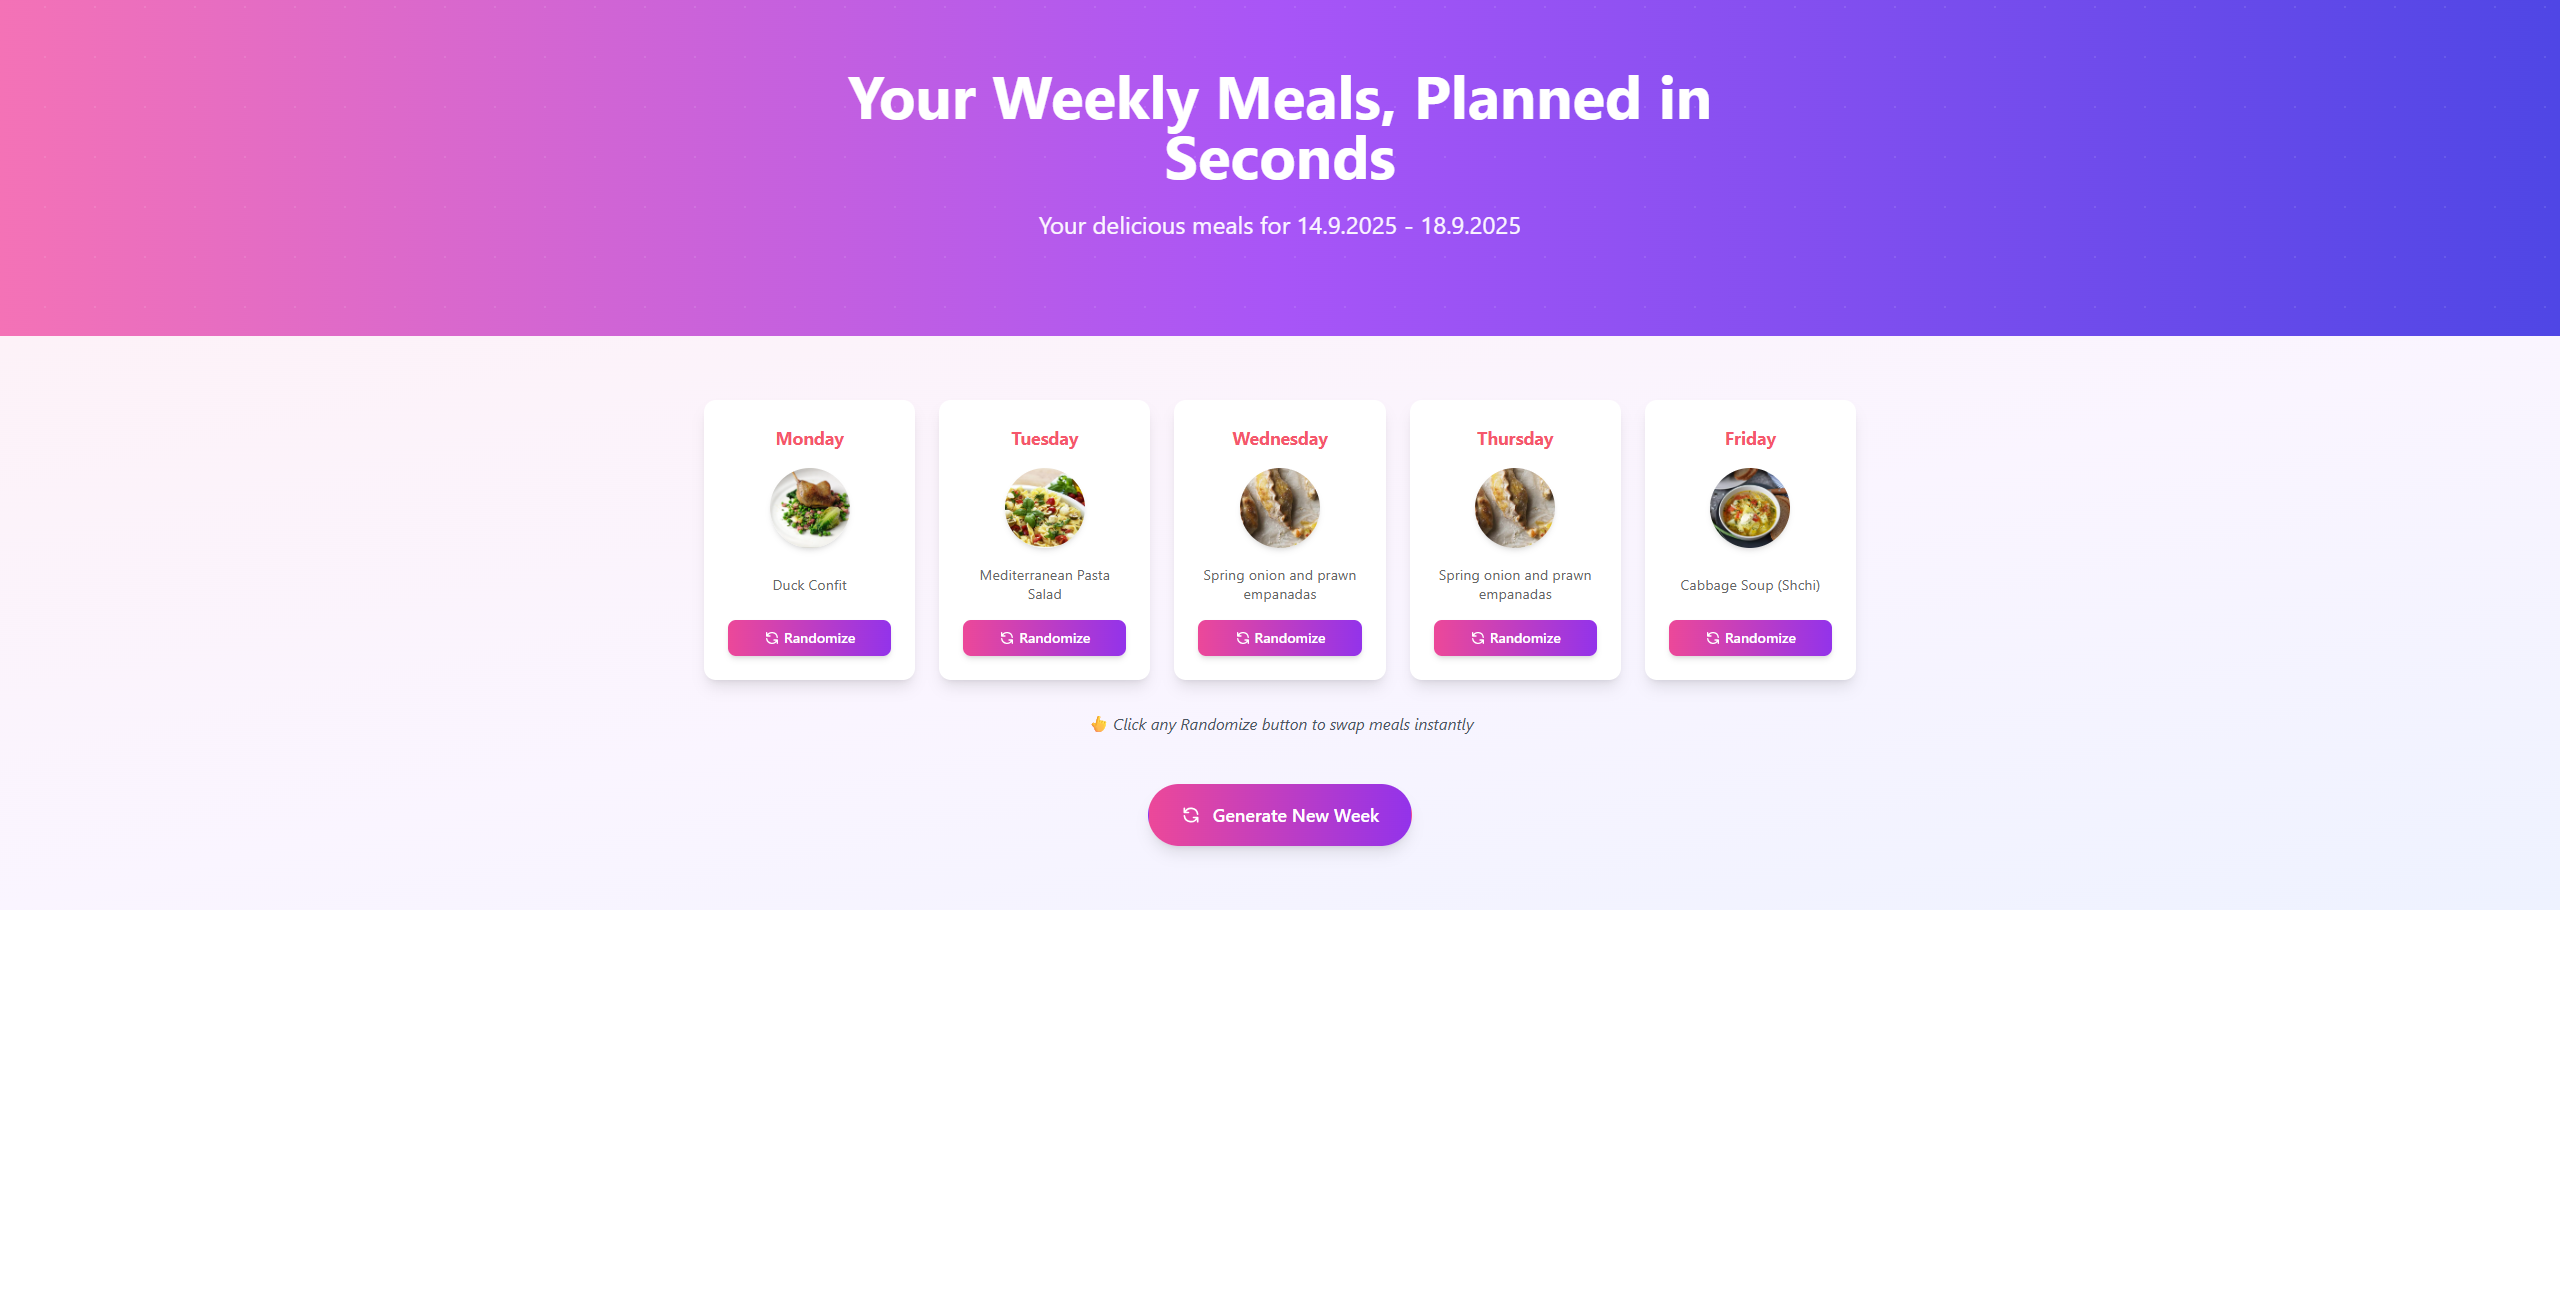 Your Weekly Meals, Planned in
Seconds
Your delicious meals for 14.9.2025 - 18.9.2025
Monday
Duck Confit
Randomize
Tuesday
Mediterranean Pasta
Salad
Randomize
Wednesday
Spring onion and prawn
empanadas
Randomize
Thursday
Spring onion and prawn
empanadas
Randomize
Friday
Cabbage Soup (Shchi)
Randomize
👆 Click any Randomize button to swap meals instantly
Generate New Week